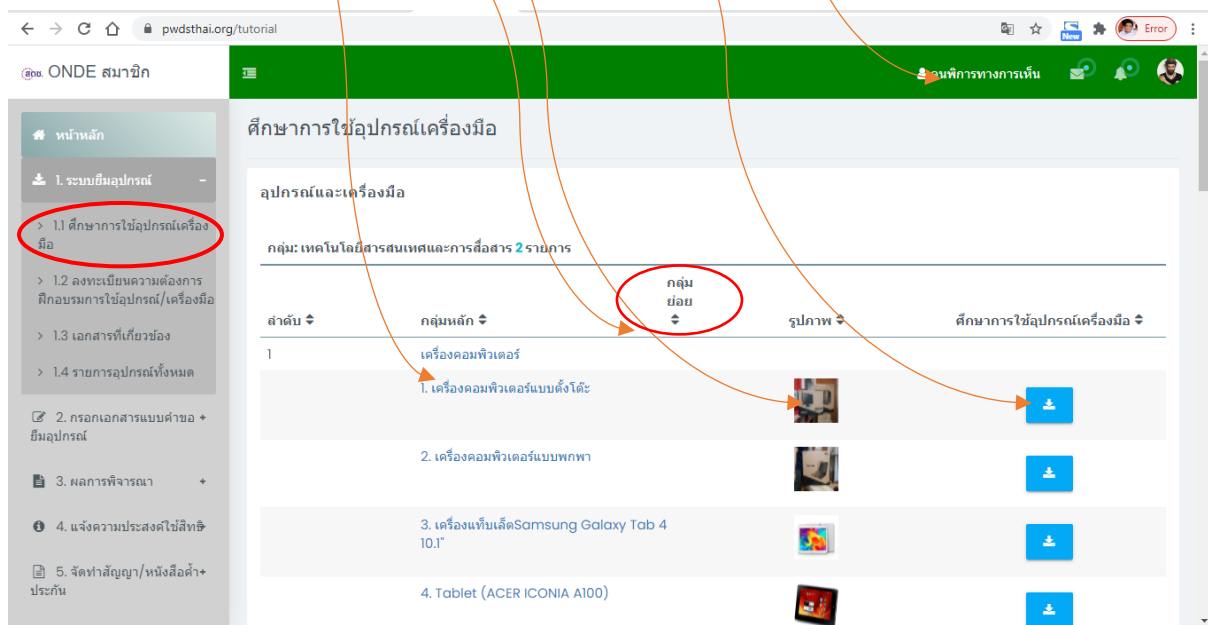 pwdsthai.org/tutorial
New
Error
สดช. ONDE สมาชิก
คนพิการทางการเห็น
หน้าหลัก
1. ระบบยืมอุปกรณ์ -
> 1.1 ศึกษาการใช้อุปกรณ์เครื่อง
มือ
> 1.2 ลงทะเบียนความต้องการ
ฝึกอบรมการใช้อุปกรณ์/เครื่องมือ
> 1.3 เอกสารที่เกี่ยวข้อง
> 1.4 รายการอุปกรณ์ทั้งหมด
2. กรอกเอกสารแบบคำขอ +
ยืมอุปกรณ์
3. ผลการพิจารณา +
4. แจ้งความประสงค์ใช้สิทธิ +
5. จัดทำสัญญา/หนังสือค้ำ +
ประกัน
ศึกษาการใช้อุปกรณ์เครื่องมือ
อุปกรณ์และเครื่องมือ
กลุ่ม: เทคโนโลยีสารสนเทศและการสื่อสาร 2 รายการ
ลำดับ
กลุ่มหลัก
กลุ่ม
ย่อย
รูปภาพ
ศึกษาการใช้อุปกรณ์เครื่องมือ
1
เครื่องคอมพิวเตอร์
1. เครื่องคอมพิวเตอร์แบบตั้งโต๊ะ
2. เครื่องคอมพิวเตอร์แบบพกพา
3. เครื่องแท็บเล็ตSamsung Galaxy Tab 4
10.1"
4. Tablet (ACER ICONIA A100)